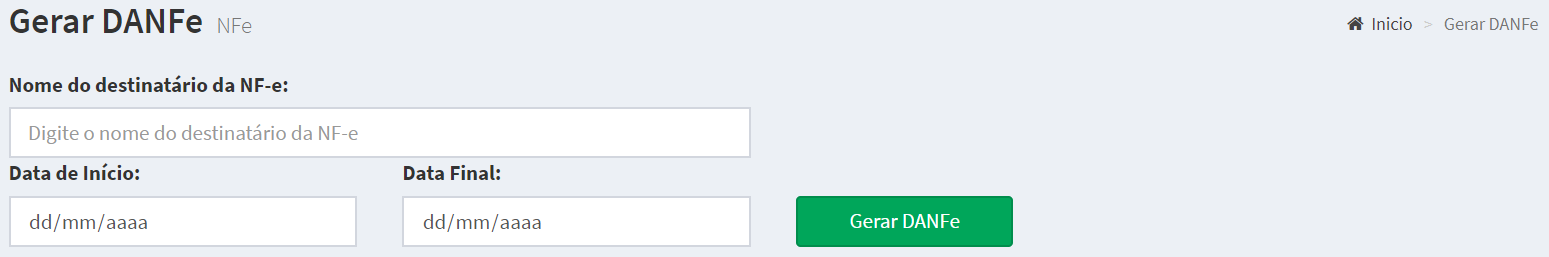 Gerar DANFe NFe
Inicio > Gerar DANFe
Nome do destinatário da NF-e:
Digite o nome do destinatário da NF-e
Data de Início: Data Final:
dd/mm/aaaa dd/mm/aaaa Gerar DANFe